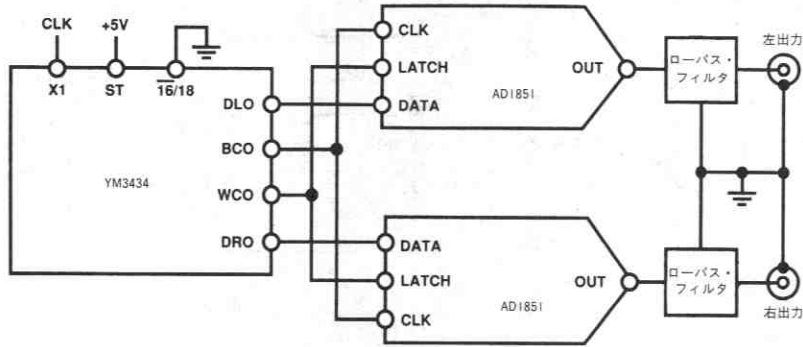 CLK
+5V
X1
ST
16/18
DLO
BCO
WCO
DRO
YM3434
CLK
LATCH
DATA
OUT
AD1851
DATA
LATCH
CLK
OUT
AD1851
ローパス・
フィルタ
左出力
ローパス・
フィルタ
右出力